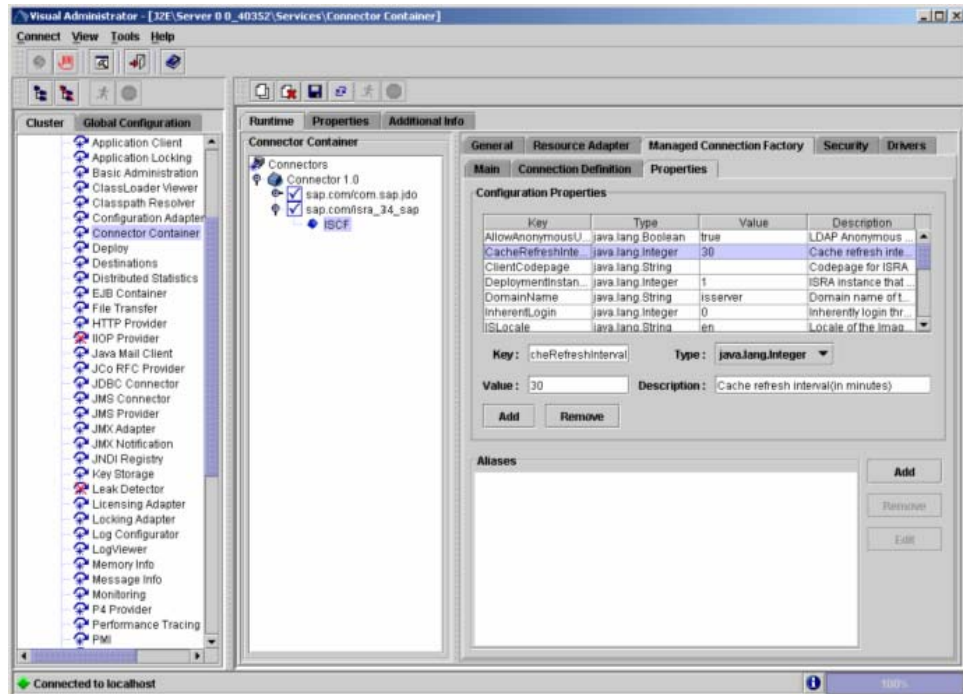 Visual Administrator - [J2E\Server 0 0_40352\Services\Connector Container]
Connect View Tools Help
Cluster Global Configuration
Application Client
Application Locking
Basic Administration
ClassLoader Viewer
Classpath Resolver
Configuration Adapter
Connector Container
Deploy
Destinations
Distributed Statistics
EJB Container
File Transfer
HTTP Provider
IIOP Provider
Java Mail Client
JCo RFC Provider
JDBC Connector
JMS Connector
JMS Provider
JMX Adapter
JMX Notification
JNDI Registry
Key Storage
Leak Detector
Licensing Adapter
Locking Adapter
Log Configurator
LogViewer
Memory Info
Message Info
Monitoring
P4 Provider
Performance Tracing
PMI
Runtime Properties Additional Info
Connector Container
Connectors
Connector 1.0
sap.com/com.sap.jdo
sap.com/isra_34_sap
ISCF
General Resource Adapter Managed Connection Factory Security Drivers
Main Connection Definition Properties
Configuration Properties
Key Type Value Description
AllowAnonymousU... java.lang.Boolean true LDAP Anonymous ...
CacheRefreshInte... java.lang.Integer 30 Cache refresh inte...
ClientCodepage java.lang.String Codepage for ISRA
DeploymentInstan... java.lang.Integer 1 ISRA instance that ...
DomainName java.lang.String isserver Domain name of t...
InherentLogin java.lang.Integer 0 Inherently login thr...
ISLocale java.lang.String en Locale of the Imag...
Key: cheRefreshInterval Type: java.lang.Integer
Value: 30 Description: Cache refresh interval(in minutes)
Add Remove
Aliases
Add
Remove
Edit
Connected to localhost
100%